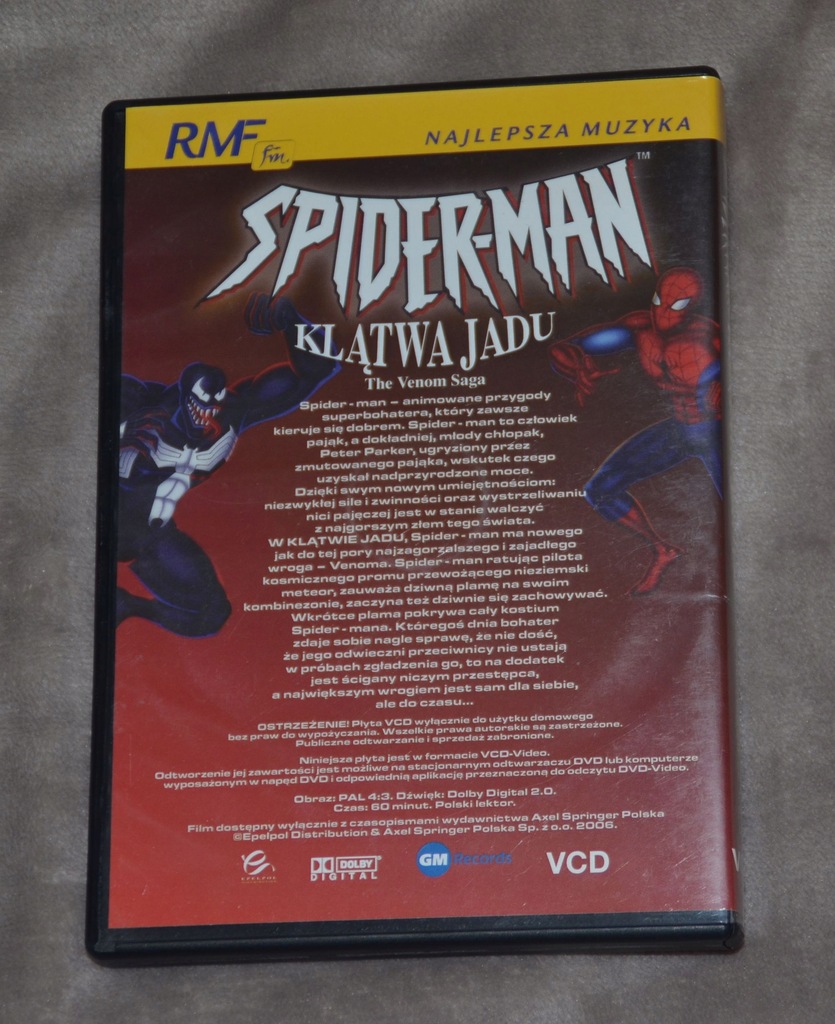 RMF fm.
NAJLEPSZA MUZYKA
SPIDER-MAN™
KLĄTWA JADU
The Venom Saga
Spider - man – animowane przygody
superbohatera, który zawsze
kieruje się dobrem. Spider - man to człowiek
pająk, a dokładniej, młody chłopak,
Peter Parker, ugryziony przez
zmutowanego pająka, wskutek czego
uzyskał nadprzyrodzone moce.
Dzięki swym nowym umiejętnościom:
niezwykłej sile i zwinności oraz wystrzeliwaniu
nici pajęczej jest w stanie walczyć
z najgorszym złem tego świata.
W KLĄTWIE JADU, Spider - man ma nowego
jak do tej pory najzagorzalszego i zajadłego
wroga – Venoma. Spider - man ratując pilota
kosmicznego promu przewożącego nieziemski
meteor, zauważa dziwną plamę na swoim
kombinezonie, zaczyna też dziwnie się zachowywać.
Wkrótce plama pokrywa cały kostium
Spider - mana. Któregoś dnia bohater
zdaje sobie nagle sprawę, że nie dość,
że jego odwieczni przeciwnicy nie ustają
w próbach zgładzenia go, to na dodatek
jest ścigany niczym przestępca,
a największym wrogiem jest sam dla siebie,
ale do czasu...
OSTRZEŻENIE! Płyta VCD wyłącznie do użytku domowego
bez praw do wypożyczania. Wszelkie prawa autorskie są zastrzeżone.
Publiczne odtwarzanie i sprzedaż zabronione.
Niniejsza płyta jest w formacie VCD-Video.
Odtworzenie jej zawartości jest możliwe na stacjonarnym odtwarzaczu DVD lub komputerze
wyposażonym w napęd DVD i odpowiednią aplikację przeznaczoną do odczytu DVD-Video.
Obraz: PAL 4:3. Dźwięk: Dolby Digital 2.0.
Czas: 60 minut. Polski lektor.
Film dostępny wyłącznie z czasopismami wydawnictwa Axel Springer Polska
©Epelpol Distribution & Axel Springer Polska Sp. z o.o. 2006.
EPELPOL
DOLBY
DIGITAL
GM Records
VCD